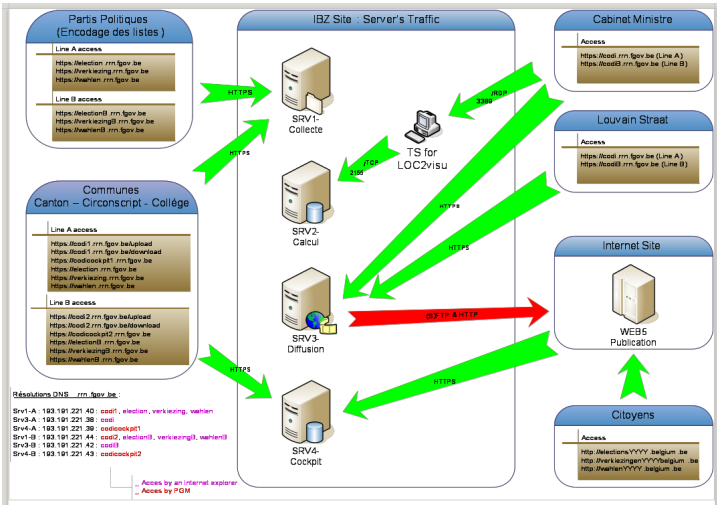 Partis Politiques
(Encodage des listes )
Line A access
https://election.rrn.fgov.be
https://verkiezing.rrn.fgov.be
https://wahlen .rrn.fgov.be
Line B access
https://electionB .rrn.fgov.be
https://verkiezingB.rrn.fgov.be
https://wahlenB .rrn.fgov.be
Communes
Canton – Circonscript - Collége
Line A access
https://codi1.rrn.fgov.be/upload
https://codi1.rrn.fgov.be/download
https://codicockpit1.rrn.fgov.be
https://election.rrn.fgov.be
https://verkiezing.rrn.fgov.be
https://wahlen .rrn.fgov.be
Line B access
https://codi2.rrn.fgov.be/upload
https://codi2.rrn.fgov.be/download
https://codicockpit2.rrn.fgov.be
https://electionB .rrn.fgov.be
https://verkiezingB.rrn.fgov.be
https://wahlenB .rrn.fgov.be
IBZ Site : Server's Traffic
HTTPS
SRV1-
Collecte
HTTPS
/RDP
3389
TS for
LOC2visu
/TCP
SRV2-
Calcul
HTTPS
HTTPS
SRV3-
Diffusion
(S)FTP & HTTP
HTTPS
HTTPS
SRV4-
Cockpit
Cabinet Ministre
Access
https://codi.rrn.fgov.be (Line A )
https://codiB.rrn.fgov.be (Line B )
Louvain Straat
Access
https://codi.rrn.fgov.be (Line A )
https://codiB.rrn.fgov.be (Line B )
Internet Site
WEB5
Publication
Citoyens
Access
http://electionsYYYY .belgium .be
http://verkiezingenYYYYbelgium .be
http://wahlenYYYY .belgium .be
Résolutions DNS .rrn .fgov.be :
Srv1-A : 193.191.221.40 : codi1, election , verkiezing, wahlen
Srv3-A : 193.191.221.38 : codi
Srv4-A : 193.191.221.39 : codicockpit1
Srv1-B : 193.191.221.44 : codi2, electionB, verkiezingB, wahlenB
Srv3-B : 193.191.221.42 : codiB
Srv4-B : 193.191.221.43 : codicockpit2
_ Acces by an internet explorer
_ Acces by PGM